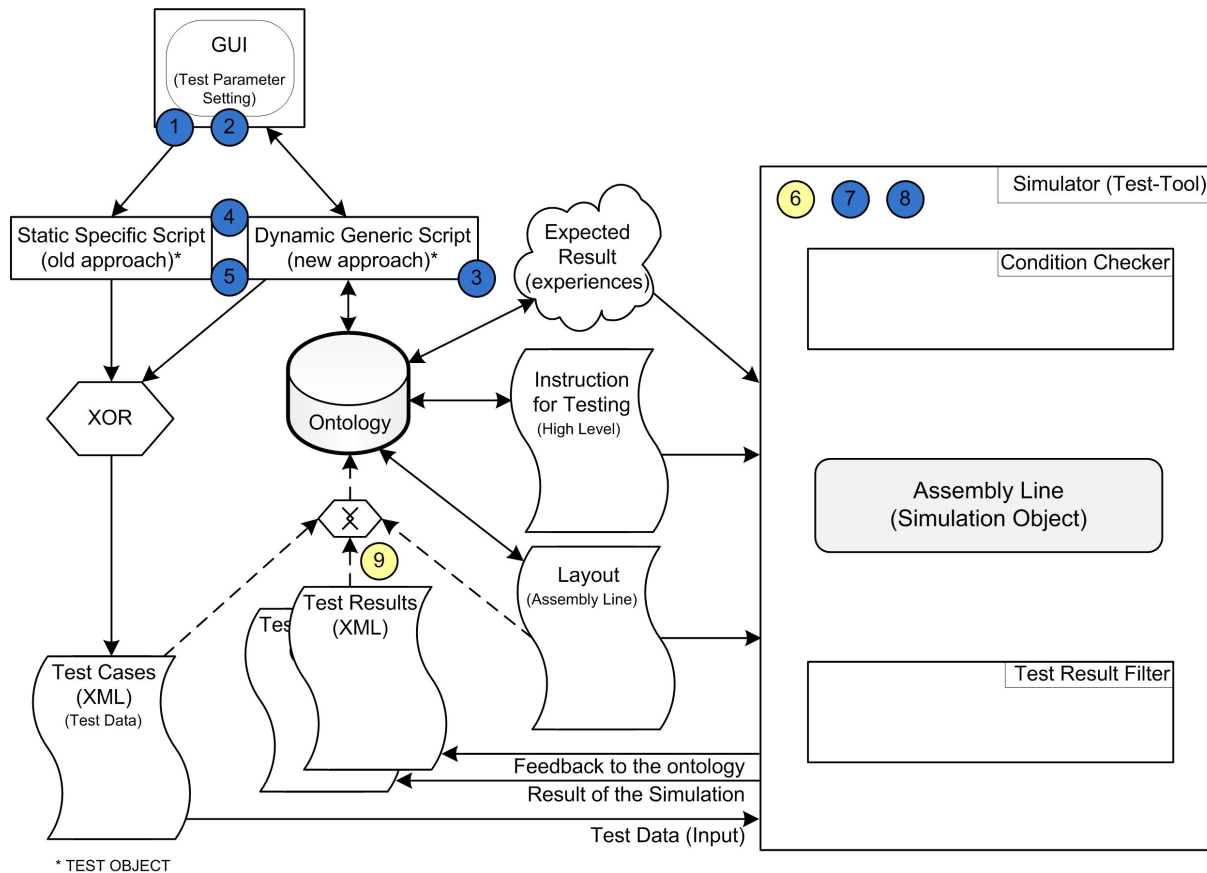 GUI
(Test Parameter
Setting)
1
2
Static Specific Script
(old approach)*
4
5
Dynamic Generic Script
(new approach)*
3
Expected
Result
(experiences)
6
7
8
Simulator (Test-Tool)
Condition Checker
XOR
Ontology
Instruction
for Testing
(High Level)
Assembly Line
(Simulation Object)
9
Layout
(Assembly Line)
Tes
Test Results
(XML)
Test Cases
(XML)
(Test Data)
Test Result Filter
Feedback to the ontology
Result of the Simulation
Test Data (Input)
* TEST OBJECT